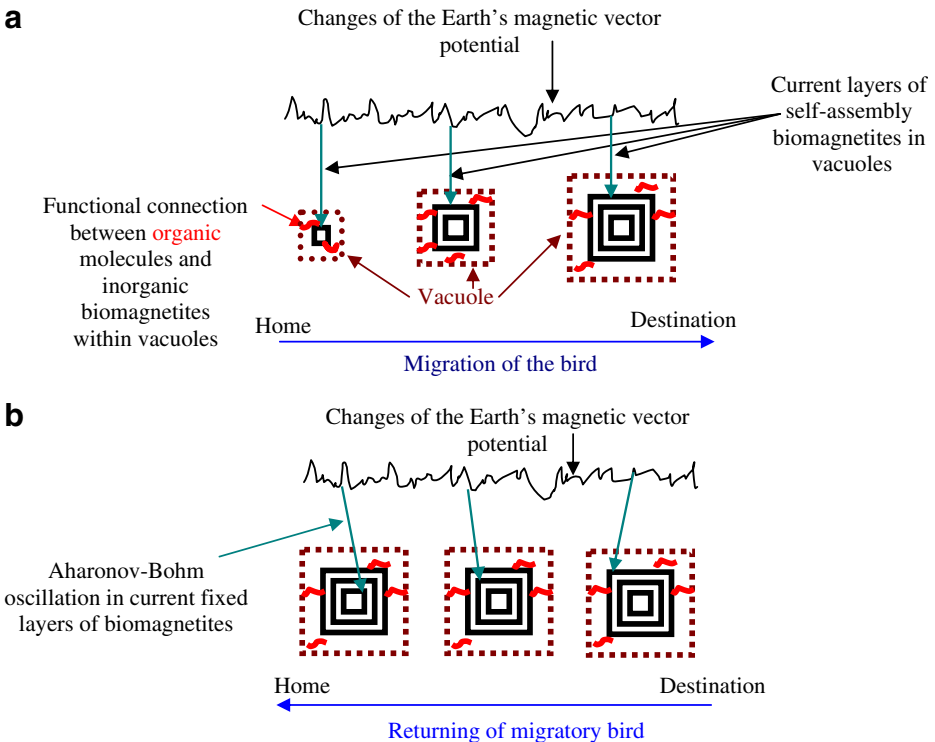 a
Changes of the Earth's magnetic vector
potential
Current layers of
self-assembly
biomagnetites in
vacuoles
Functional connection
between organic
molecules and
inorganic
biomagnetites
within vacuoles
Vacuole
Home
Destination
Migration of the bird
b
Changes of the Earth's magnetic vector
potential
Aharonov-Bohm
oscillation in current fixed
layers of biomagnetites
Home
Destination
Returning of migratory bird